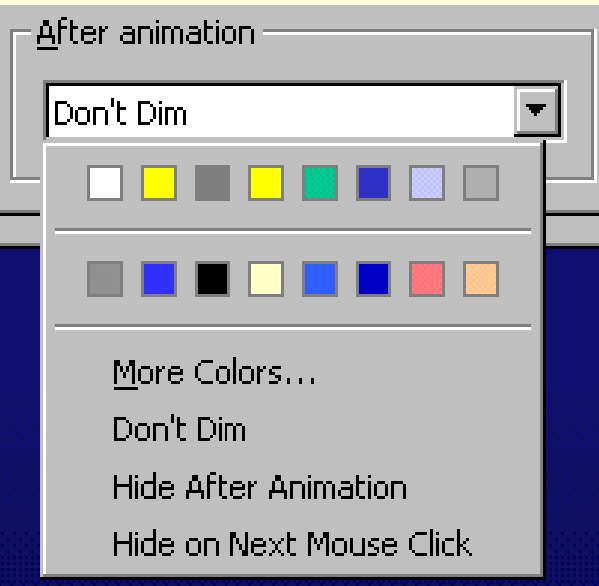 After animation
Don't Dim
More Colors...
Don't Dim
Hide After Animation
Hide on Next Mouse Click